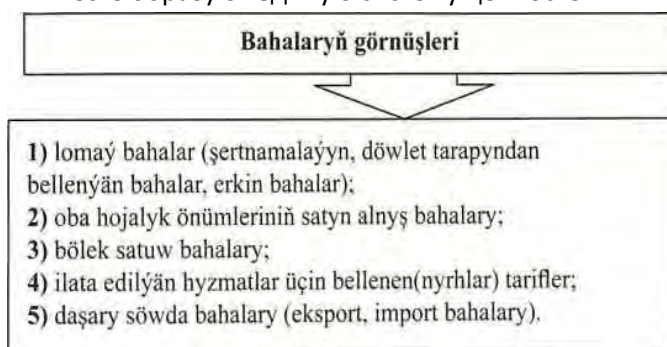 Bahalaryň görnüşleri
1) lomaý bahalar (şertnamalaýyn, döwlet tarapyndan
bellenýän bahalar, erkin bahalar);
2) oba hojalyk önümleriniň satyn alnyş bahalary;
3) bölek satuw bahalary;
4) ilata edilýän hyzmatlar üçin bellenen(nyrhlar) tarifler;
5) daşary söwda bahalary (eksport, import bahalary).